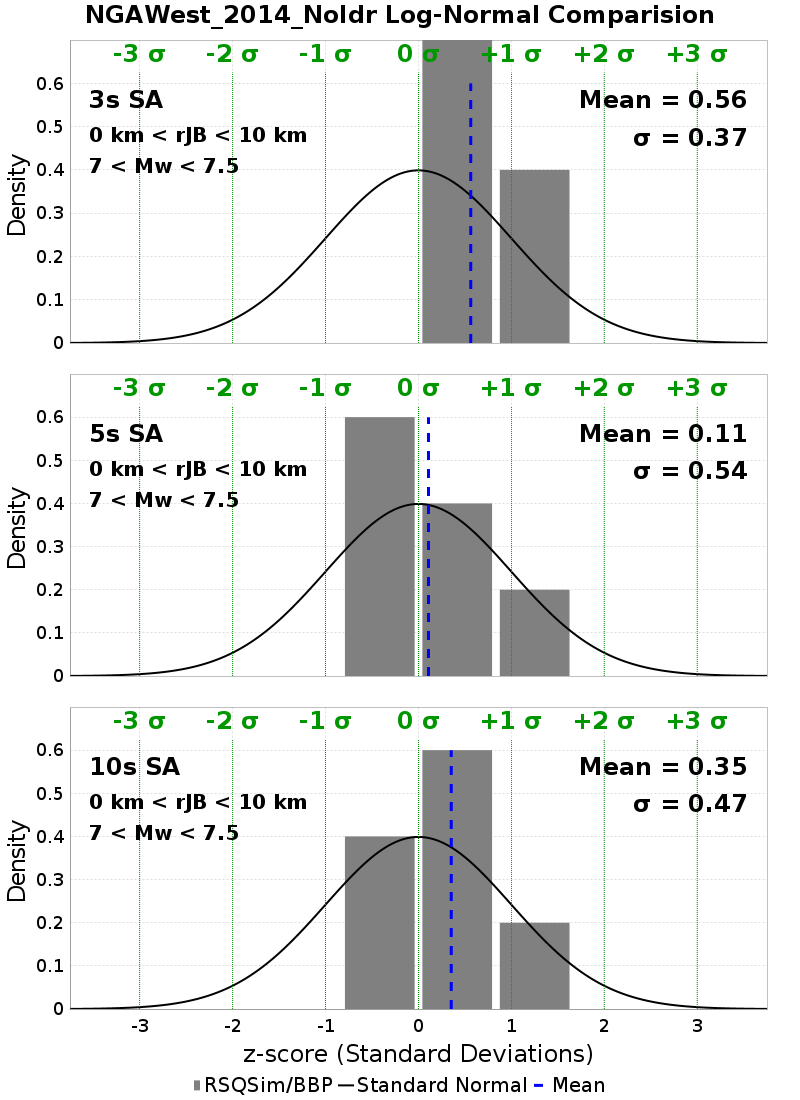 NGAWest_2014_NoIdr Log-Normal Comparision
-3 σ -2 σ -1 σ 0 σ +1 σ +2 σ +3 σ
3s SA
Mean = 0.56
0 km < rJB < 10 km
σ = 0.37
7 < Mw < 7.5
Density
0.6
0.5
0.4
0.3
0.2
0.1
0
-3 σ -2 σ -1 σ 0 σ +1 σ +2 σ +3 σ
5s SA
Mean = 0.11
0 km < rJB < 10 km
σ = 0.54
7 < Mw < 7.5
Density
0.6
0.5
0.4
0.3
0.2
0.1
0
-3 σ -2 σ -1 σ 0 σ +1 σ +2 σ +3 σ
10s SA
Mean = 0.35
0 km < rJB < 10 km
σ = 0.47
7 < Mw < 7.5
Density
0.6
0.5
0.4
0.3
0.2
0.1
0
-3 -2 -1 0 1 2 3
z-score (Standard Deviations)
RSQSim/BBP Standard Normal Mean